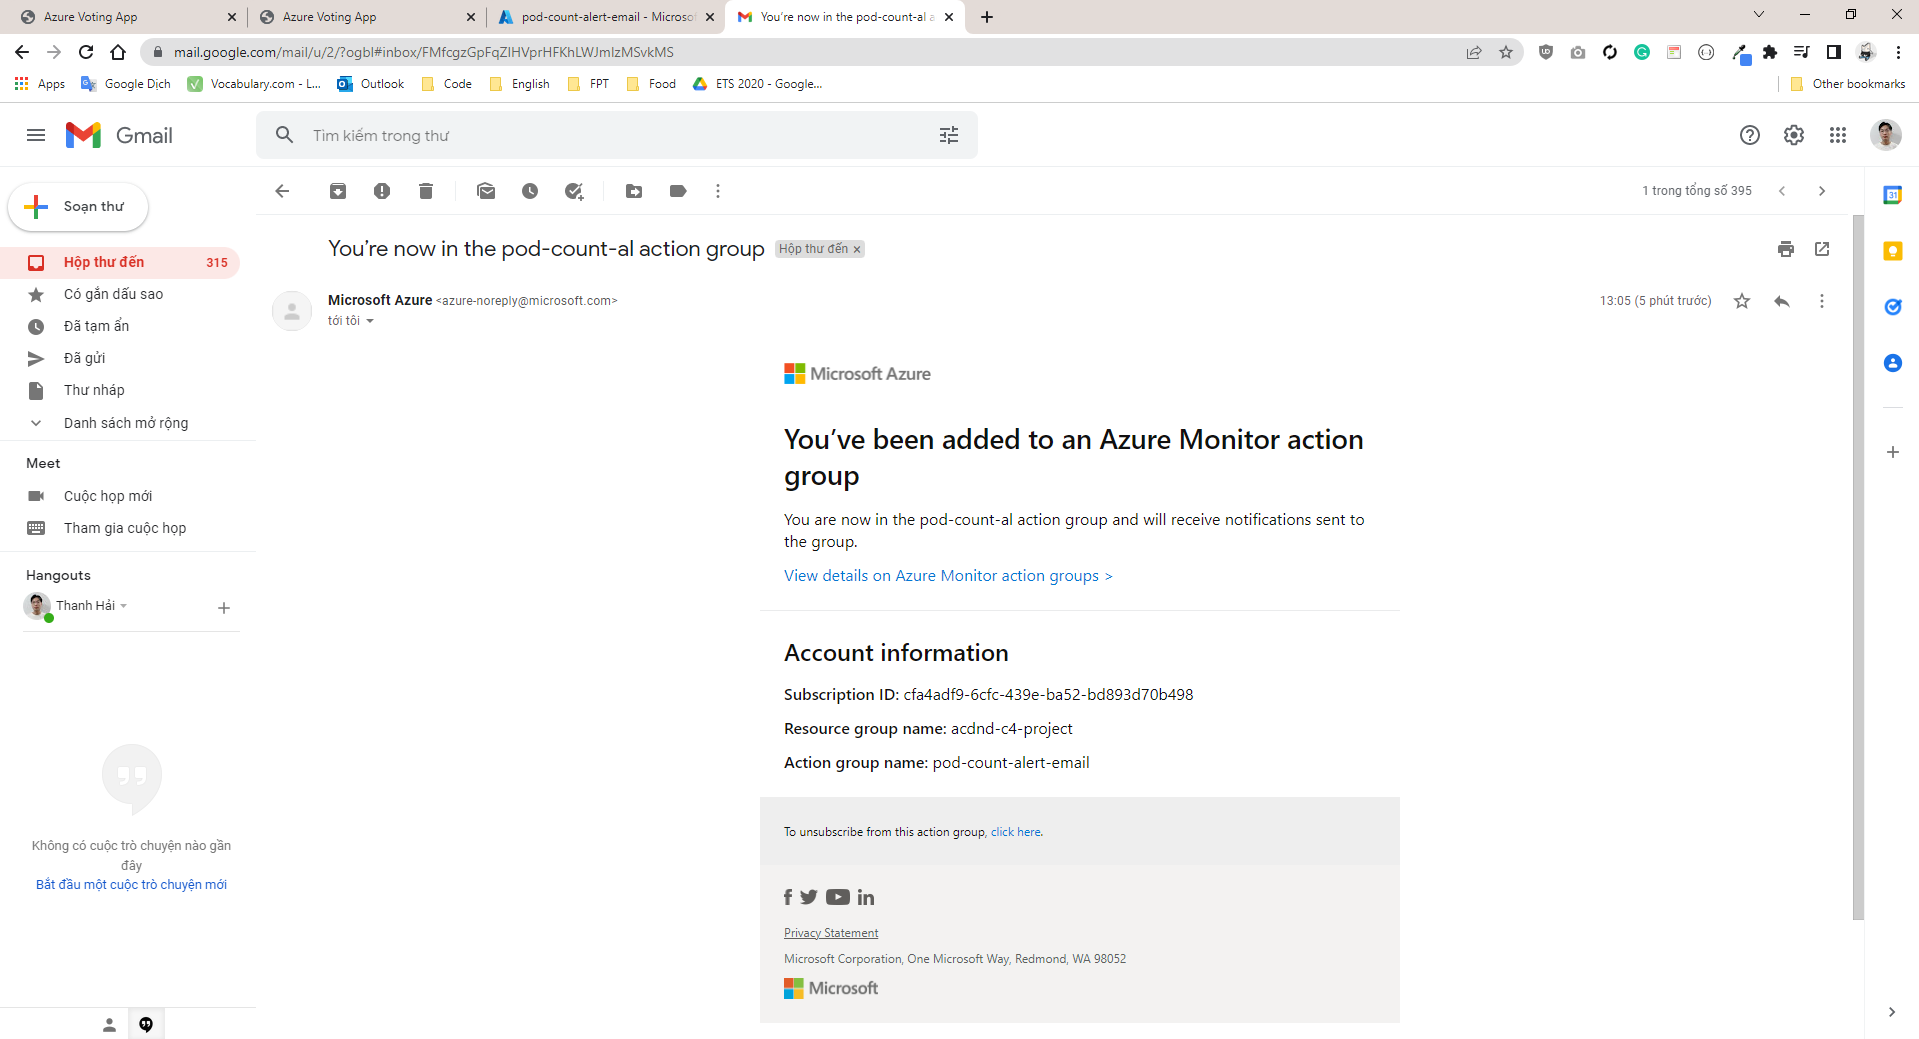 Azure Voting App
Azure Voting App
pod-count-alert-email - Microsof
You're now in the pod-count-al a
mail.google.com/mail/u/2/?ogbl#inbox/FMfcgzGpFqZlHVprHFKhLWJmlzMSvkMS
Apps
Google Dịch
Vocabulary.com - L...
Outlook
Code
English
FPT
Food
ETS 2020 - Google...
Other bookmarks
Gmail
Tìm kiếm trong thư
Soạn thư
1 trong tổng số 395
You're now in the pod-count-al action group
Hộp thư đến ×
Hộp thư đến 315
Có gắn dấu sao
Đã tạm ẩn
Đã gửi
Thư nháp
Danh sách mở rộng
Meet
Cuộc họp mới
Tham gia cuộc họp
Hangouts
Thanh Hải
Không có cuộc trò chuyện nào gần
đây
Bắt đầu một cuộc trò chuyện mới
Microsoft Azure <azure-noreply@microsoft.com>
tới tôi
13:05 (5 phút trước)
Microsoft Azure
You've been added to an Azure Monitor action
group
You are now in the pod-count-al action group and will receive notifications sent to
the group.
View details on Azure Monitor action groups >
Account information
Subscription ID: cfa4adf9-6cfc-439e-ba52-bd893d70b498
Resource group name: acdnd-c4-project
Action group name: pod-count-alert-email
To unsubscribe from this action group, click here.
Privacy Statement
Microsoft Corporation, One Microsoft Way, Redmond, WA 98052
Microsoft
31